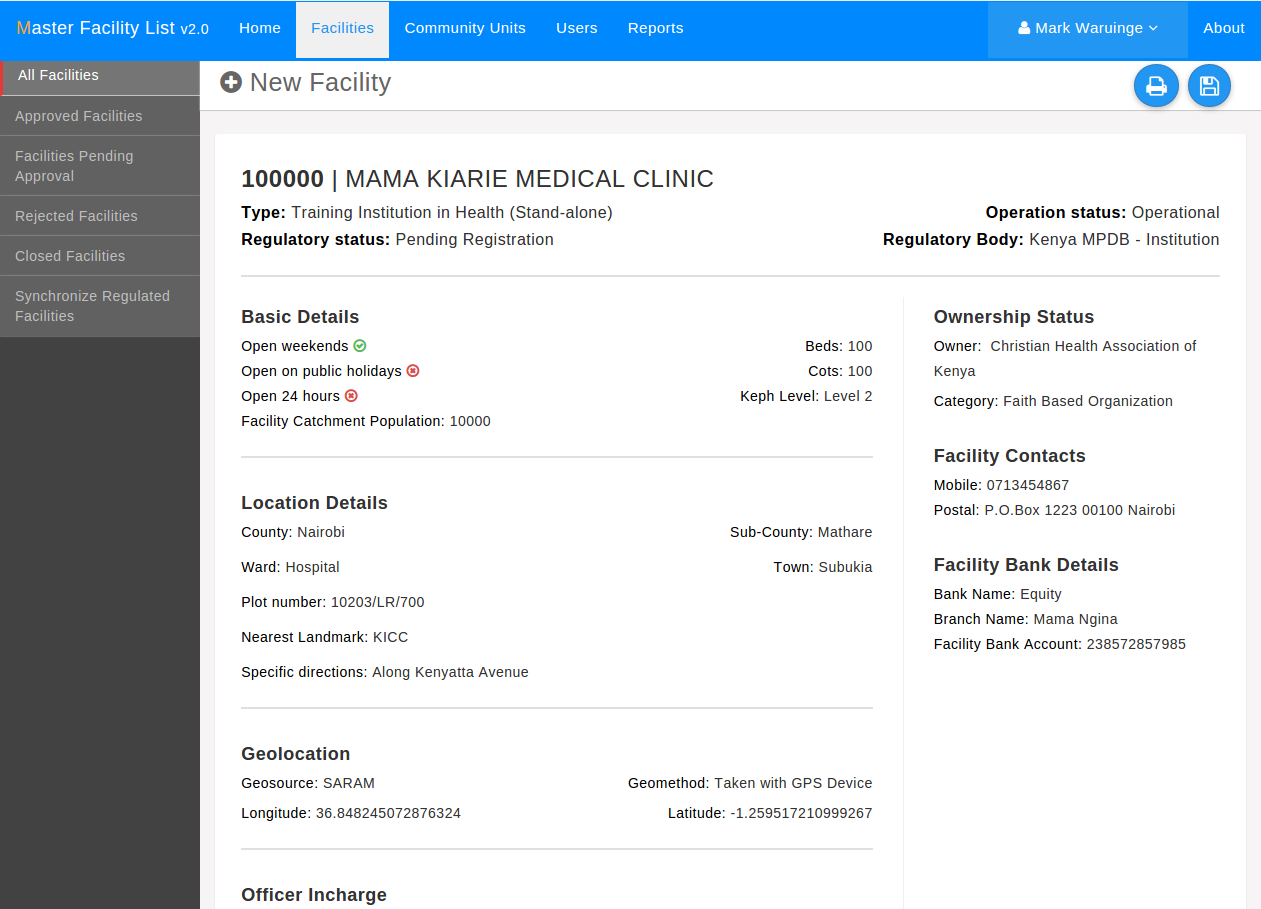 Master Facility List v2.0
Home
Facilities
Community Units
Users
Reports
Mark Waruinge
About
All Facilities
Approved Facilities
Facilities Pending
Approval
Rejected Facilities
Closed Facilities
Synchronize Regulated
Facilities
New Facility
100000 | MAMA KIARIE MEDICAL CLINIC
Type: Training Institution in Health (Stand-alone)
Operation status: Operational
Regulatory status: Pending Registration
Regulatory Body: Kenya MPDB - Institution
Basic Details
Open weekends
Beds: 100
Open on public holidays
Cots: 100
Open 24 hours
Keph Level: Level 2
Facility Catchment Population: 10000
Location Details
County: Nairobi
Sub-County: Mathare
Ward: Hospital
Town: Subukia
Plot number: 10203/LR/700
Nearest Landmark: KICC
Specific directions: Along Kenyatta Avenue
Geolocation
Geosource: SARAM
Geomethod: Taken with GPS Device
Longitude: 36.848245072876324
Latitude: -1.259517210999267
Officer Incharge
Ownership Status
Owner: Christian Health Association of
Kenya
Category: Faith Based Organization
Facility Contacts
Mobile: 0713454867
Postal: P.O.Box 1223 00100 Nairobi
Facility Bank Details
Bank Name: Equity
Branch Name: Mama Ngina
Facility Bank Account: 238572857985